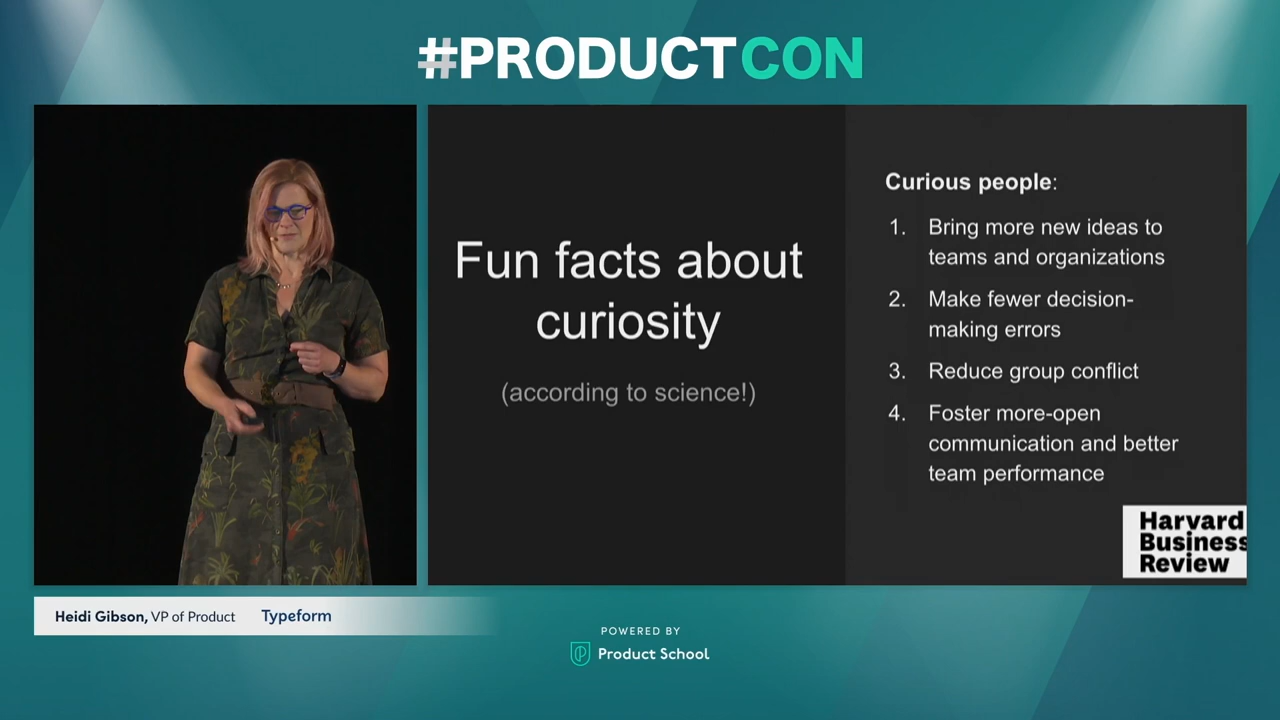 #PRODUCTCON
Fun facts about
curiosity
(according to science!)
Curious people:
1. Bring more new ideas to
teams and organizations
2. Make fewer decision-
making errors
3. Reduce group conflict
4. Foster more-open
communication and better
team performance
Harvard
Business
Review
Heidi Gibson, VP of Product Typeform
POWERED BY
Product School